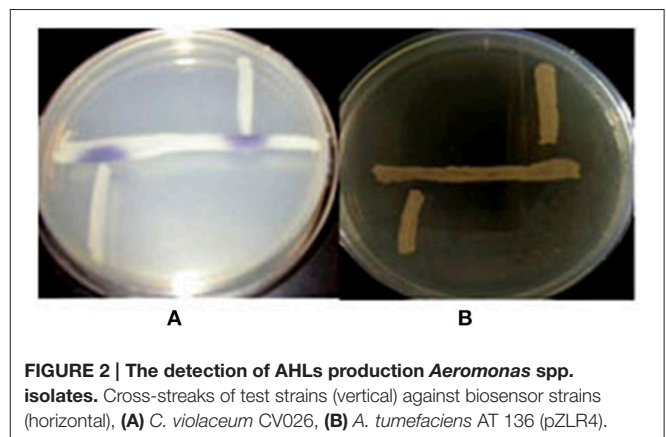 A
B
FIGURE 2 | The detection of AHLs production Aeromonas spp.
isolates. Cross-streaks of test strains (vertical) against biosensor strains
(horizontal), (A) C. violaceum CV026, (B) A. tumefaciens AT 136 (pZLR4).